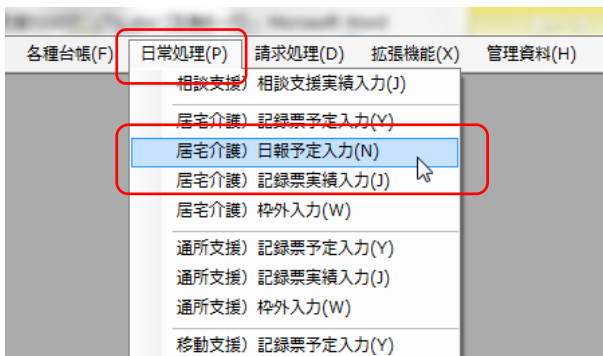 各種台帳(F) 日常処理(P) 請求処理(D) 拡張機能(X) 管理資料(H)
相談支援）相談支援実績入力(J)
居宅介護）記録票予定入力(Y)
居宅介護）日報予定入力(N)
居宅介護）記録票実績入力(J)
居宅介護）枠外入力(W)
通所支援）記録票予定入力(Y)
通所支援）記録票実績入力(J)
通所支援）枠外入力(W)
移動支援）記録票予定入力(Y)